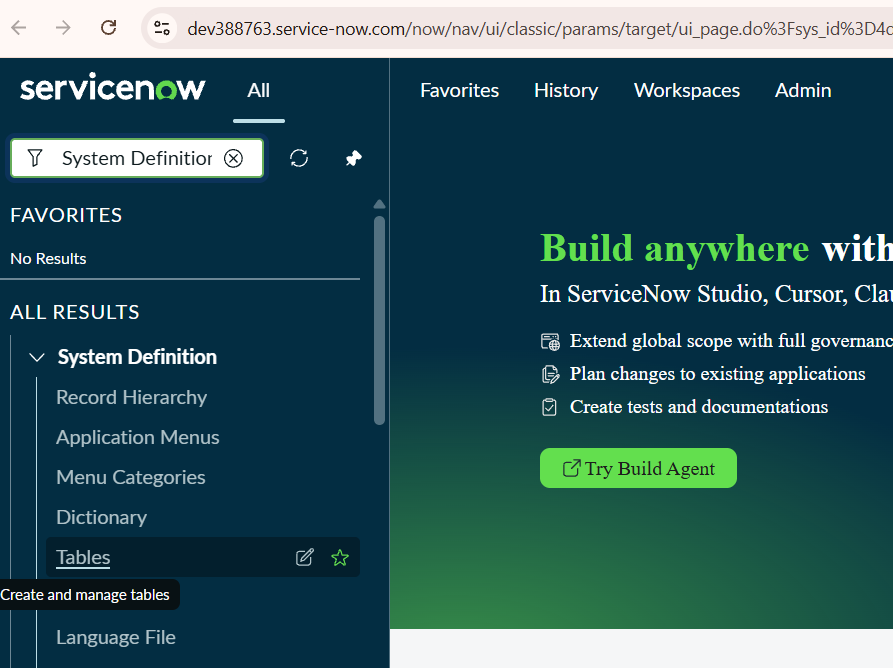 dev388763.service-now.com/now/nav/ui/classic/params/target/ui_page.do%3Fsys_id%3D4
servicenow
All
Favorites
History
Workspaces
Admin
System Definition
FAVORITES
No Results
ALL RESULTS
System Definition
Record Hierarchy
Application Menus
Menu Categories
Dictionary
Tables
Create and manage tables
Language File
Build anywhere with
In ServiceNow Studio, Cursor, Cla
Extend global scope with full governanc
Plan changes to existing applications
Create tests and documentations
Try Build Agent